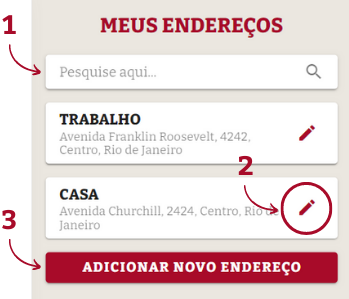 MEUS ENDEREÇOS
1
Pesquise aqui...
TRABALHO
Avenida Franklin Roosevelt, 4242,
Centro, Rio de Janeiro
2
CASA
Avenida Churchill, 2424, Centro, Rio de
Janeiro
3
ADICIONAR NOVO ENDEREÇO